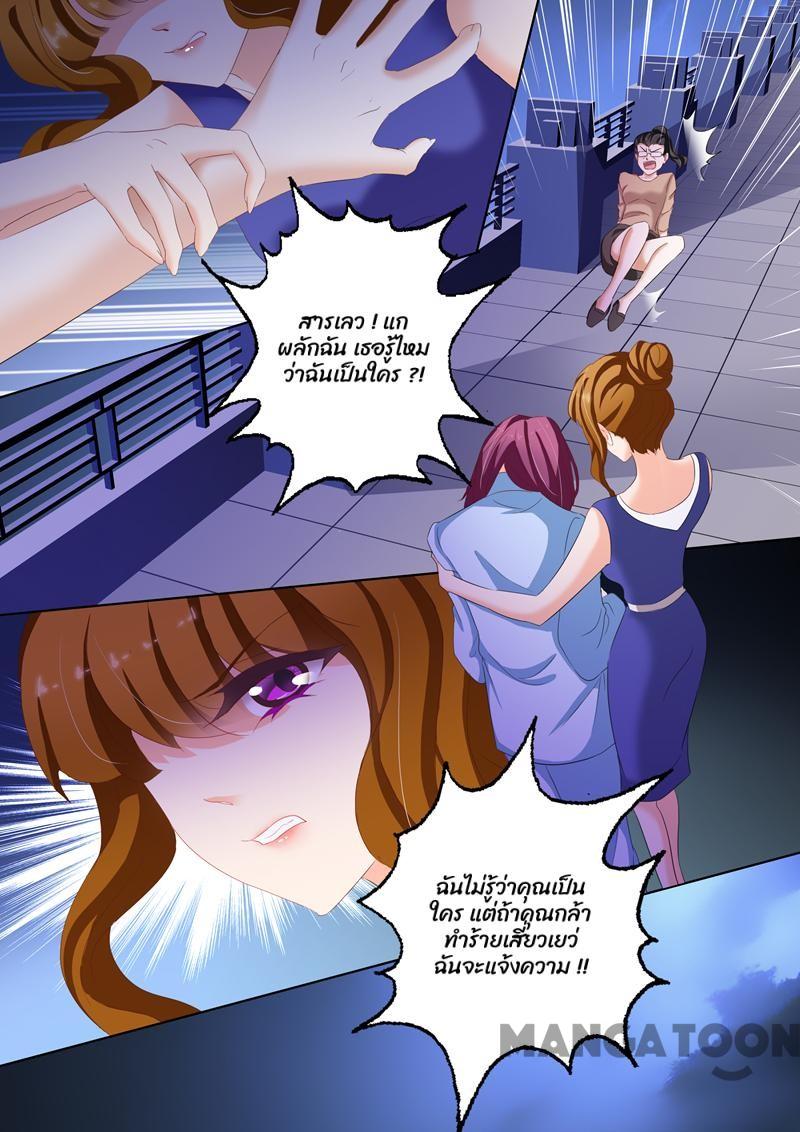 สารเลว ! แก
ผลักฉัน เธอรู้ไหม
ว่าฉันเป็นใคร ?!
ฉันไม่รู้ว่าคุณเป็น
ใคร แต่ถ้าคุณกล้า
ทำร้ายเสี่ยวเยว่
ฉันจะแจ้งความ !!
MANGATOON